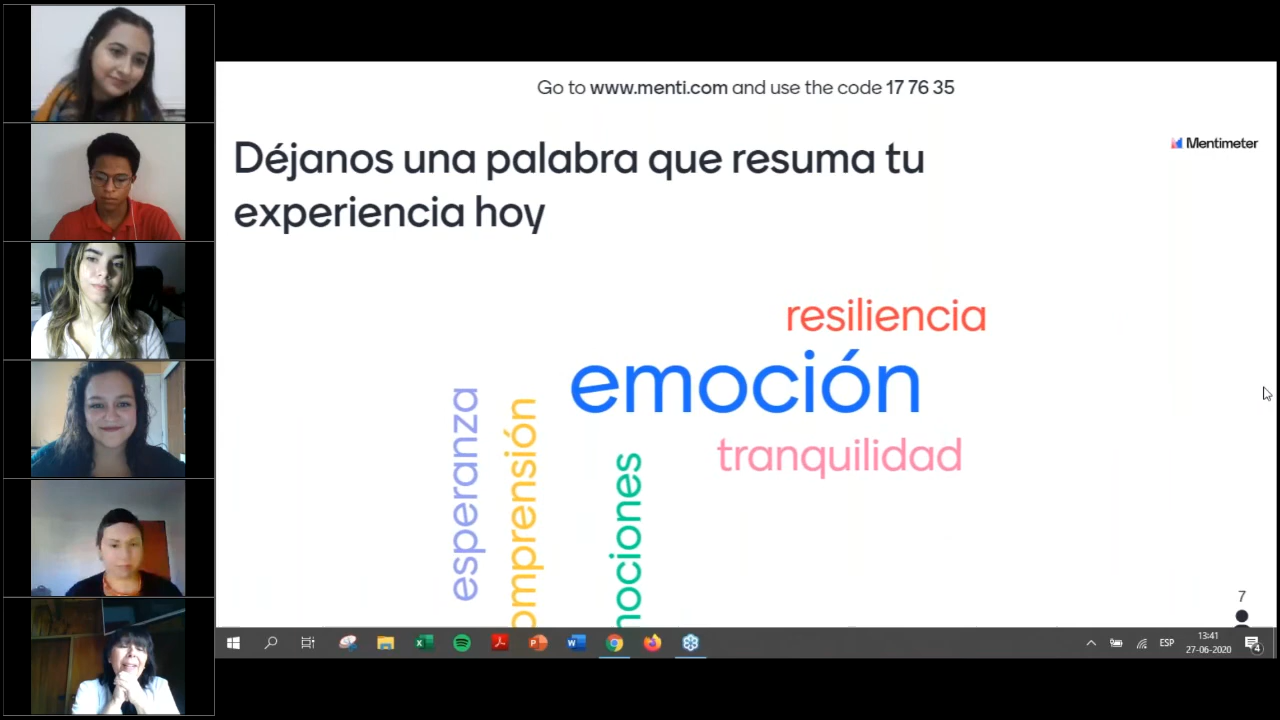 Go to www.menti.com and use the code 17 76 35
Mentimeter
Déjanos una palabra que resuma tu
experiencia hoy
resiliencia
emoción
tranquilidad
esperanza
omprensión
nociones
7
ESP
13:41
27-06-2020
4